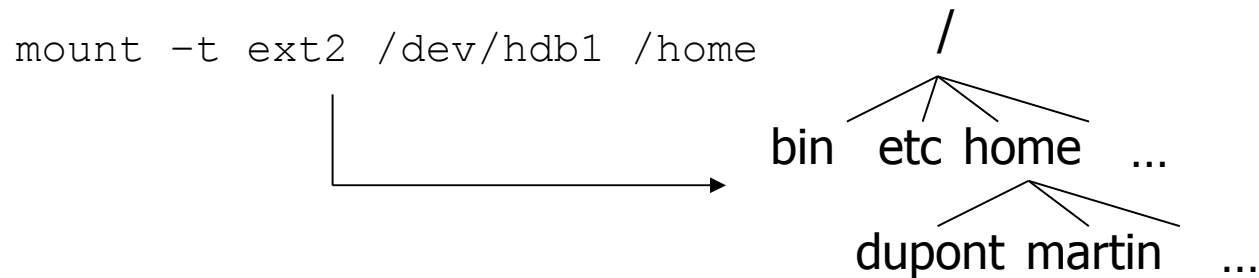 /
mount –t ext2 /dev/hdb1 /home
bin etc home ...
dupont martin ...